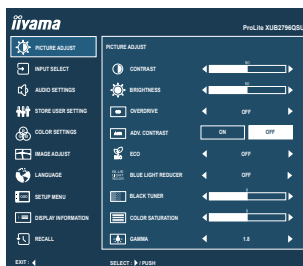 iiyama
ProLite XUB2796QSU
PICTURE ADJUST
INPUT SELECT
AUDIO SETTINGS
STORE USER SETTING
COLOR SETTINGS
IMAGE ADJUST
LANGUAGE
SETUP MENU
DISPLAY INFORMATION
RECALL
PICTURE ADJUST
CONTRAST 50
BRIGHTNESS 50
OVERDRIVE OFF
ADV. CONTRAST ON OFF
ECO OFF
BLUE LIGHT REDUCER OFF
BLACK TUNER
COLOR SATURATION
GAMMA 1.8
EXIT :
SELECT : / PUSH